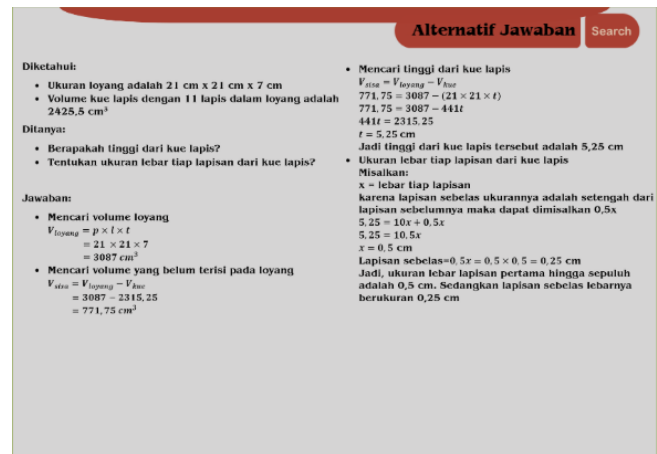 Alternatif Jawaban
Search
Diketahui:
• Ukuran loyang adalah 21 cm x 21 cm x 7 cm
• Volume kue lapis dengan 11 lapis dalam loyang adalah
2425,5 cm³
Ditanya:
• Berapakah tinggi dari kue lapis?
• Tentukan ukuran lebar tiap lapisan dari kue lapis?
Jawaban:
• Mencari volume loyang
V_loyang = p × l × t
= 21 × 21 × 7
= 3087 cm³
• Mencari volume yang belum terisi pada loyang
V_sisa = V_loyang − V_kue
= 3087 − 2315,25
= 771,75 cm³
• Mencari tinggi dari kue lapis
V_sisa = V_loyang − V_kue
771,75 = 3087 − (21 × 21 × t)
771,75 = 3087 − 441t
441t = 2315,25
t = 5,25 cm
Jadi tinggi dari kue lapis tersebut adalah 5,25 cm
• Ukuran lebar tiap lapisan dari kue lapis
Misalkan:
x = lebar tiap lapisan
karena lapisan sebelas ukurannya adalah setengah dari
lapisan sebelumnya maka dapat dimisalkan 0,5x
5,25 = 10x + 0,5x
5,25 = 10,5x
x = 0,5 cm
Lapisan sebelas=0,5x = 0,5 × 0,5 = 0,25 cm
Jadi, ukuran lebar lapisan pertama hingga sepuluh
adalah 0,5 cm. Sedangkan lapisan sebelas lebarnya
berukuran 0,25 cm